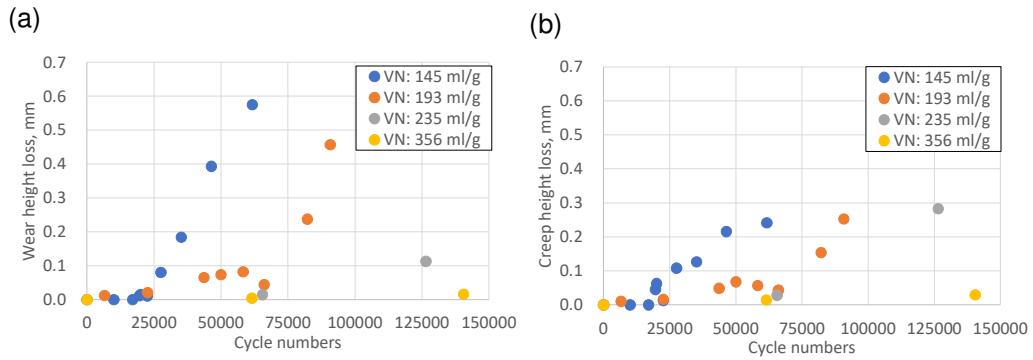 (a)
0.7
0.6
0.5
0.4
0.3
0.2
0.1
0.0
Wear height loss, mm
0 25000 50000 75000 100000 125000 150000
Cycle numbers
VN: 145 ml/g
VN: 193 ml/g
VN: 235 ml/g
VN: 356 ml/g
(b)
0.7
0.6
0.5
0.4
0.3
0.2
0.1
0.0
Creep height loss, mm
0 25000 50000 75000 100000 125000 150000
Cycle numbers
VN: 145 ml/g
VN: 193 ml/g
VN: 235 ml/g
VN: 356 ml/g